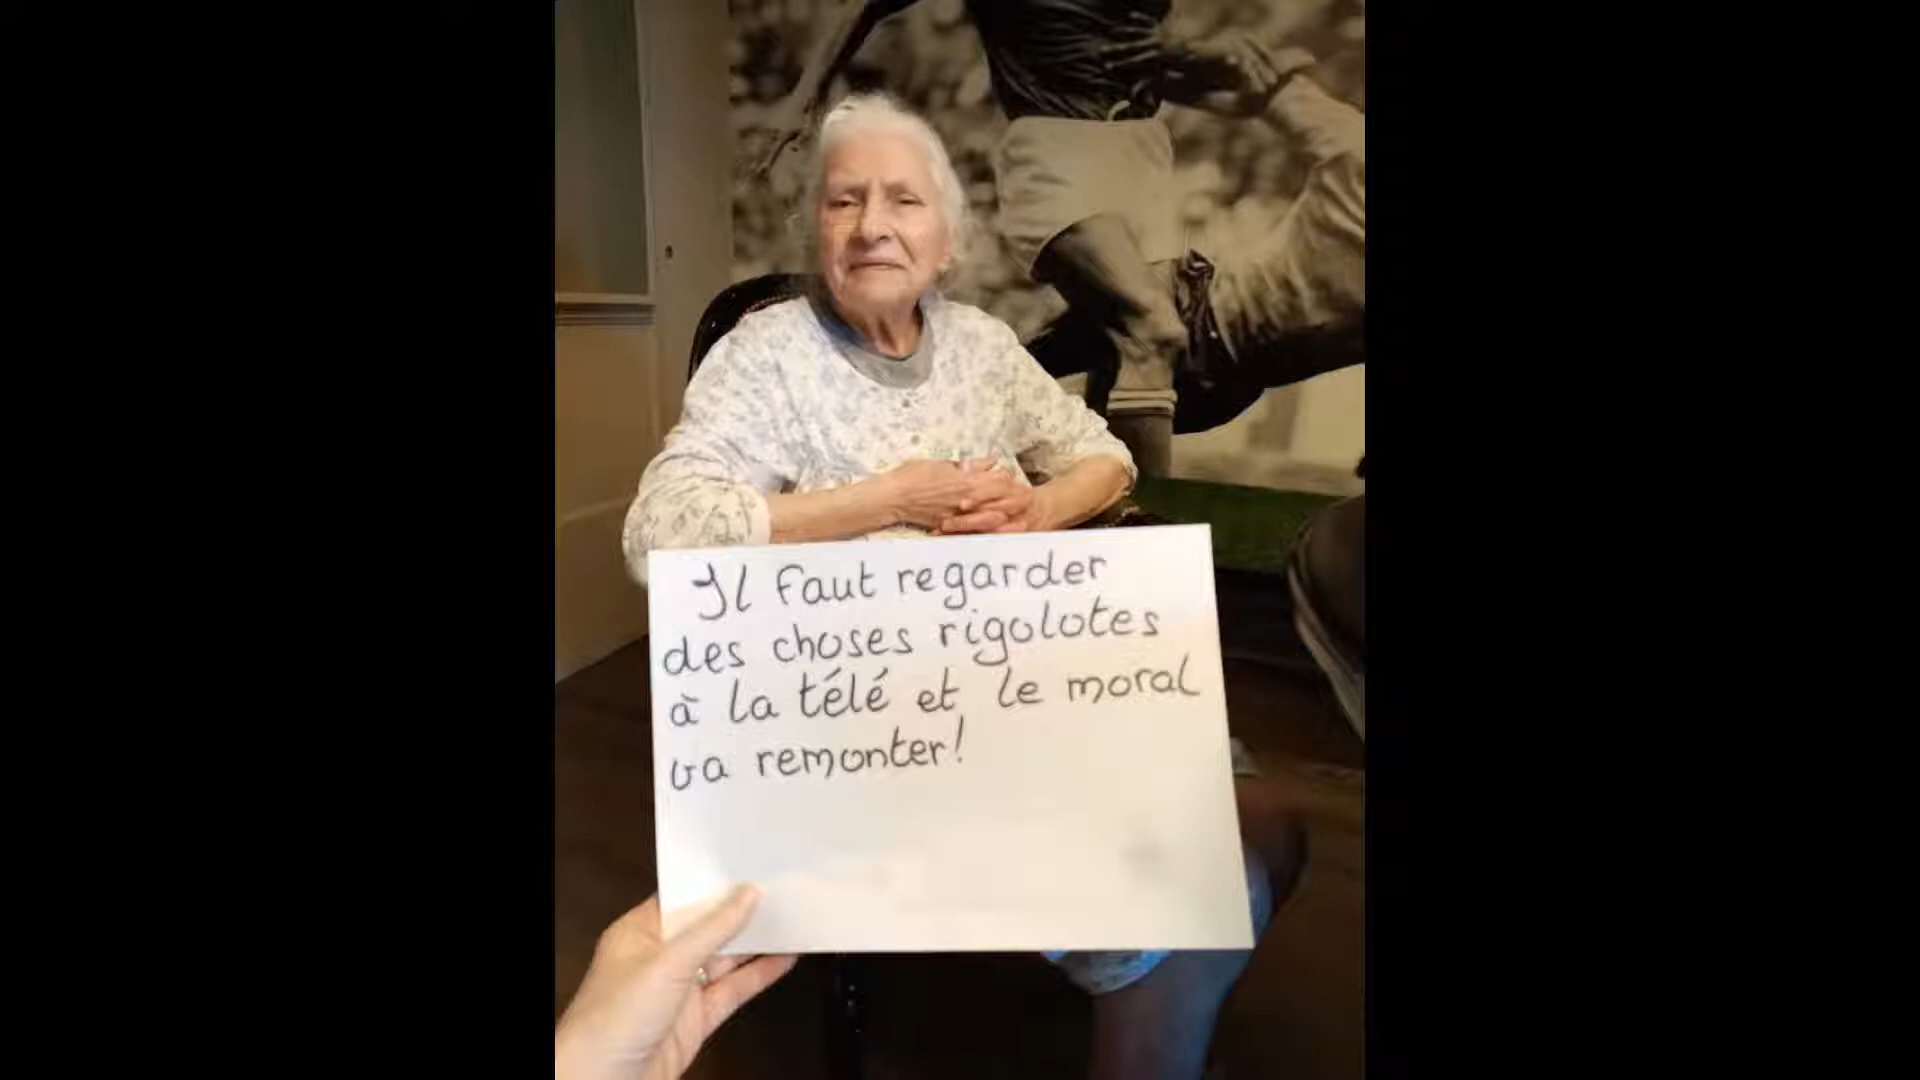 Il faut regarder
des choses rigolotes
à la télé et le moral
va remonter!